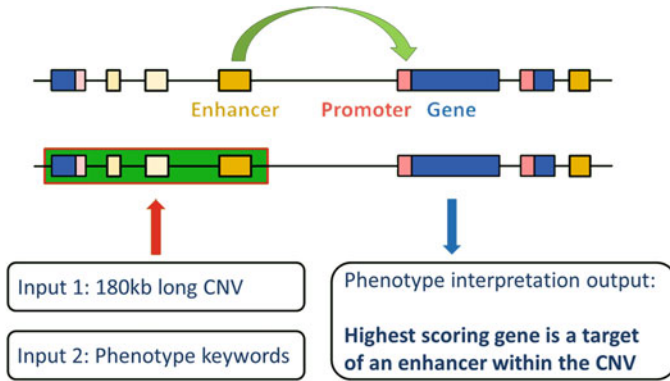 Enhancer Promoter Gene
Input 1: 180kb long CNV
Input 2: Phenotype keywords
Phenotype interpretation output:
Highest scoring gene is a target
of an enhancer within the CNV